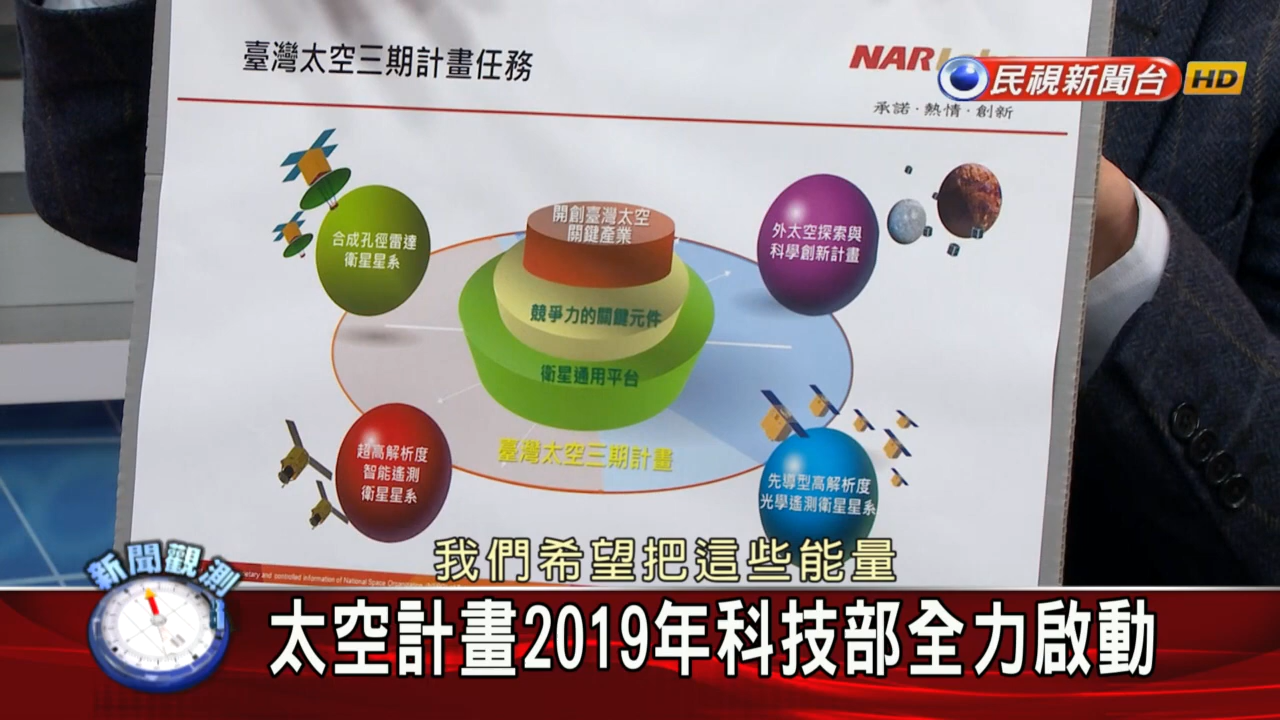 臺灣太空三期計畫任務
NAR
民視新聞台 HD
承諾·熱情·創新
合成孔徑雷達
衛星星系
開創臺灣太空
關鍵產業
外太空探索與
科學創新計畫
競爭力的關鍵元件
衛星通用平台
臺灣太空三期計畫
超高解析度
智能遙測
衛星星系
先導型高解析度
光學遙測衛星星系
and controlled information of National Space
我們希望把這些能量
新聞觀測
太空計畫2019年科技部全力啟動